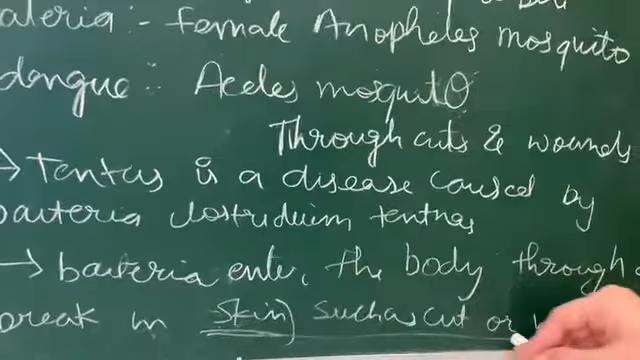 aleria :- Female Anopheles mosquito
dengue :- Aedes mosquito
Through cuts & wounds
→ Tentus is a disease caused by
bacteria clostridium tentnas
→ bacteria enter the body through
break in skin) such as cut or